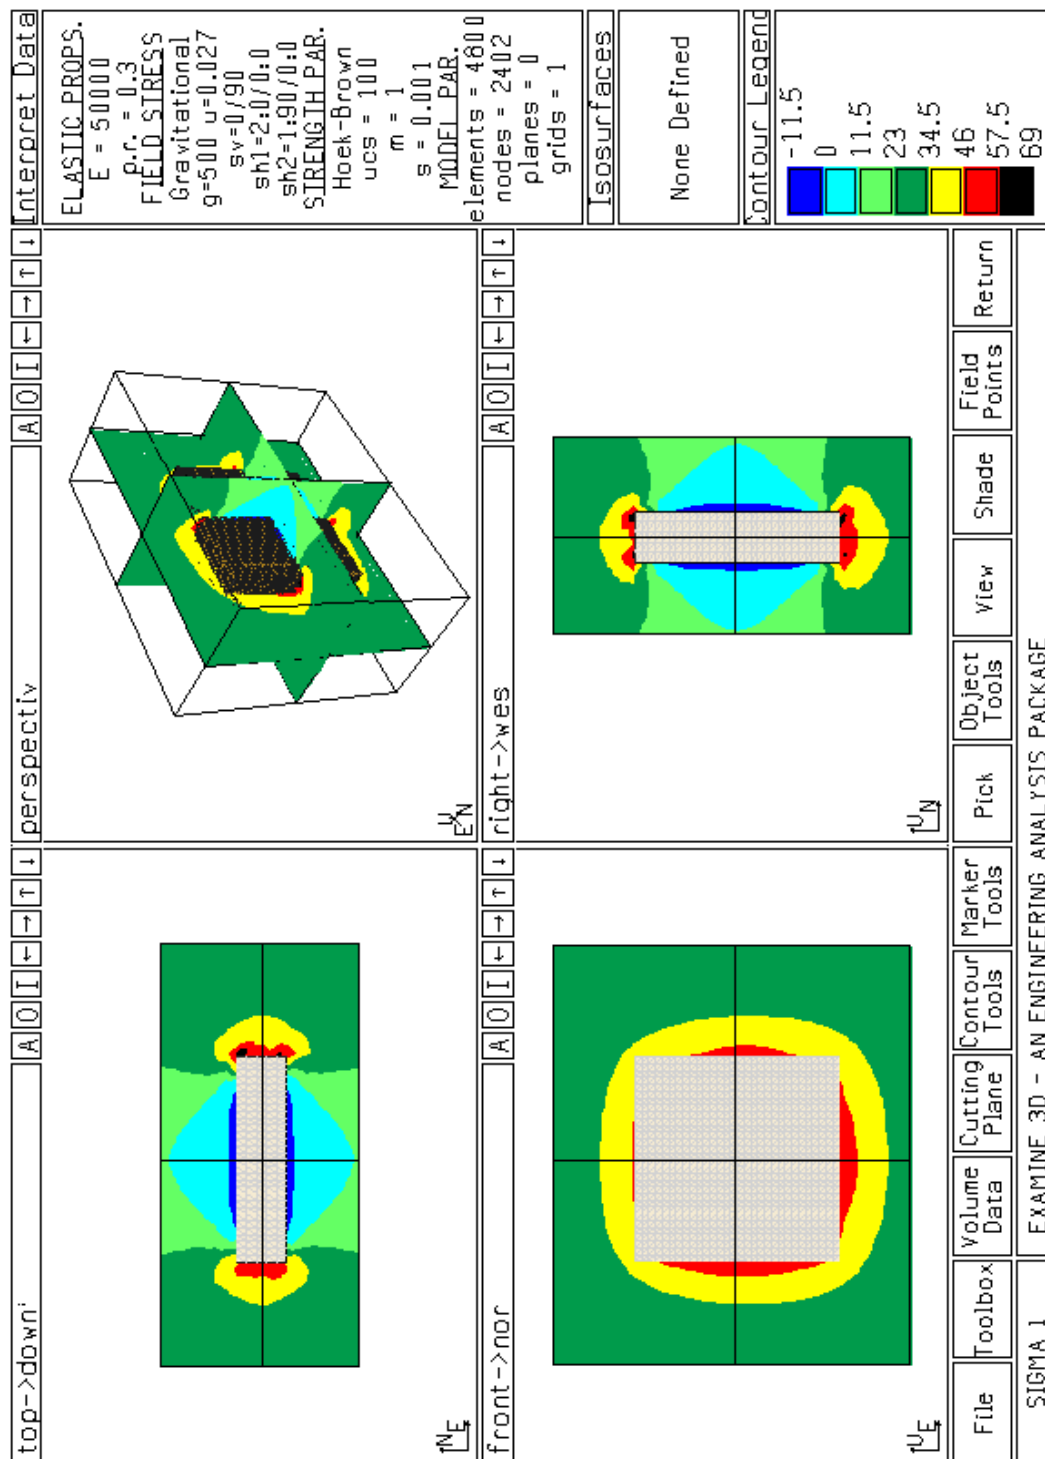 top->down'
A O I ← → ↑ ↓
N
E
perspectiv
A O I ← → ↑ ↓
U
E N
front->nor
A O I ← → ↑ ↓
U
E
right->wes
A O I ← → ↑ ↓
U
N
Interpret Data
ELASTIC PROPS.
E = 50000
p.r. = 0.3
FIELD STRESS
Gravitational
g=500 u=0.027
sv=0/90
sh1=2:0/0:0
sh2=1:90/0:0
STRENGTH PAR.
Hoek-Brown
ucs = 100
m = 1
s = 0.001
MODEL PAR.
elements = 4800
nodes = 2402
planes = 0
grids = 1
Isosurfaces
None Defined
Contour Legend
-11.5
0
11.5
23
34.5
46
57.5
69
File
Toolbox
Volume
Data
Cutting
Plane
Contour
Tools
Marker
Tools
Pick
Object
Tools
View
Shade
Field
Points
Return
SIGMA 1
EXAMINE 3D - AN ENGINEERING ANALYSIS PACKAGE